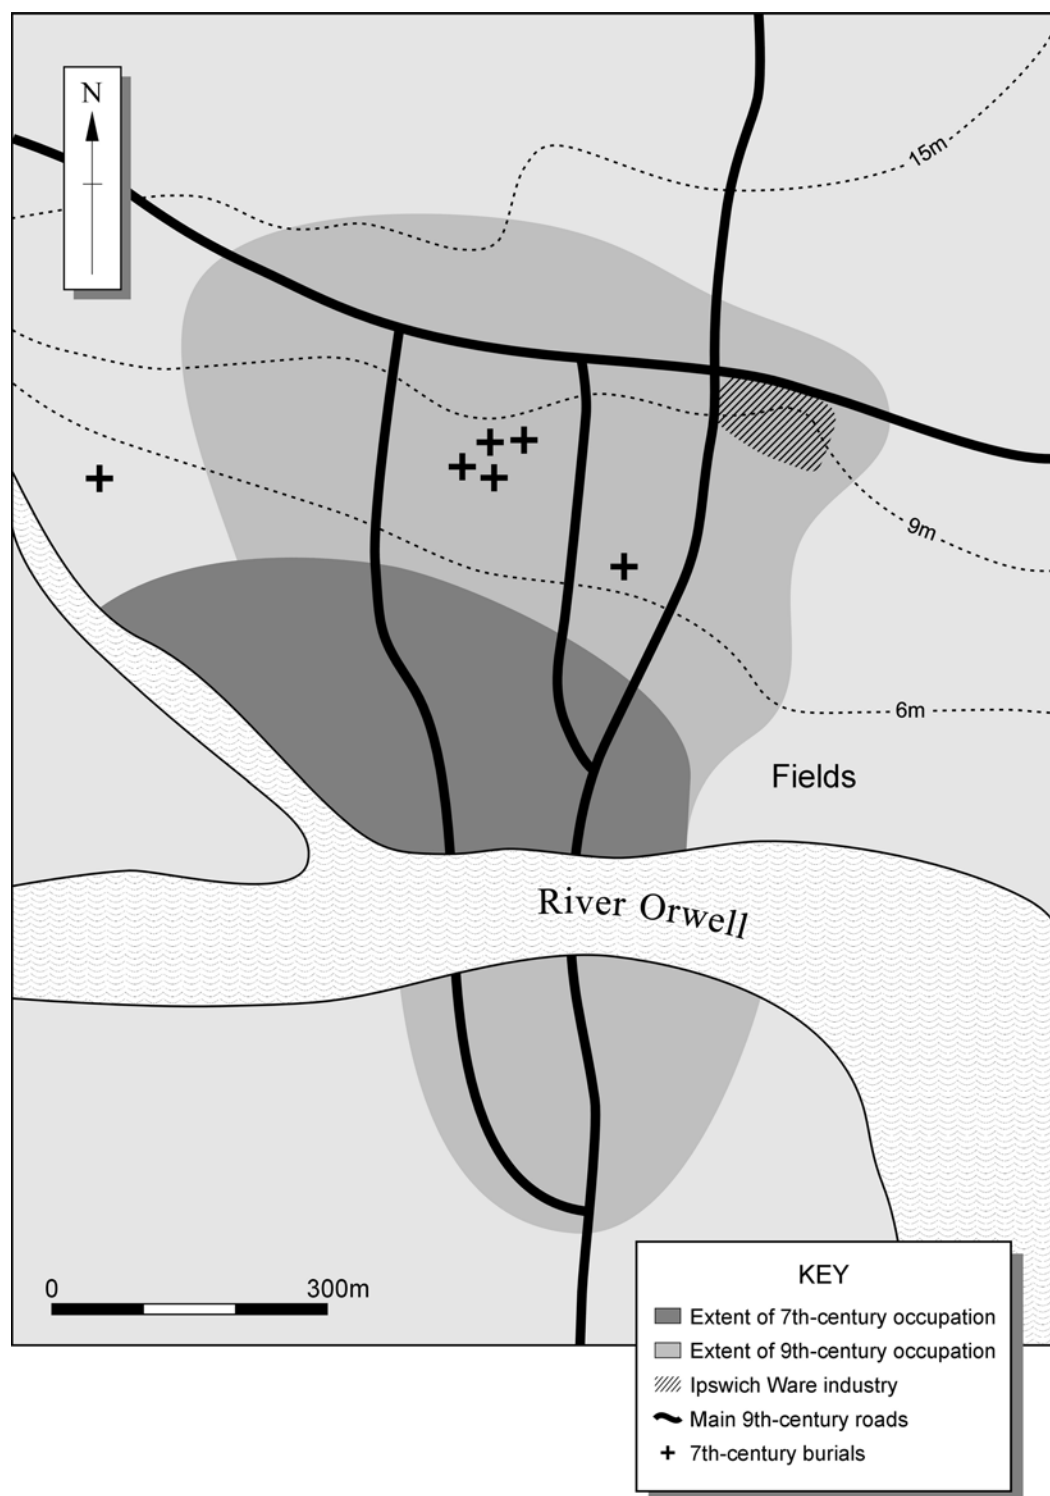 N
15m
9m
6m
Fields
River Orwell
0
300m
KEY
Extent of 7th-century occupation
Extent of 9th-century occupation
Ipswich Ware industry
Main 9th-century roads
7th-century burials